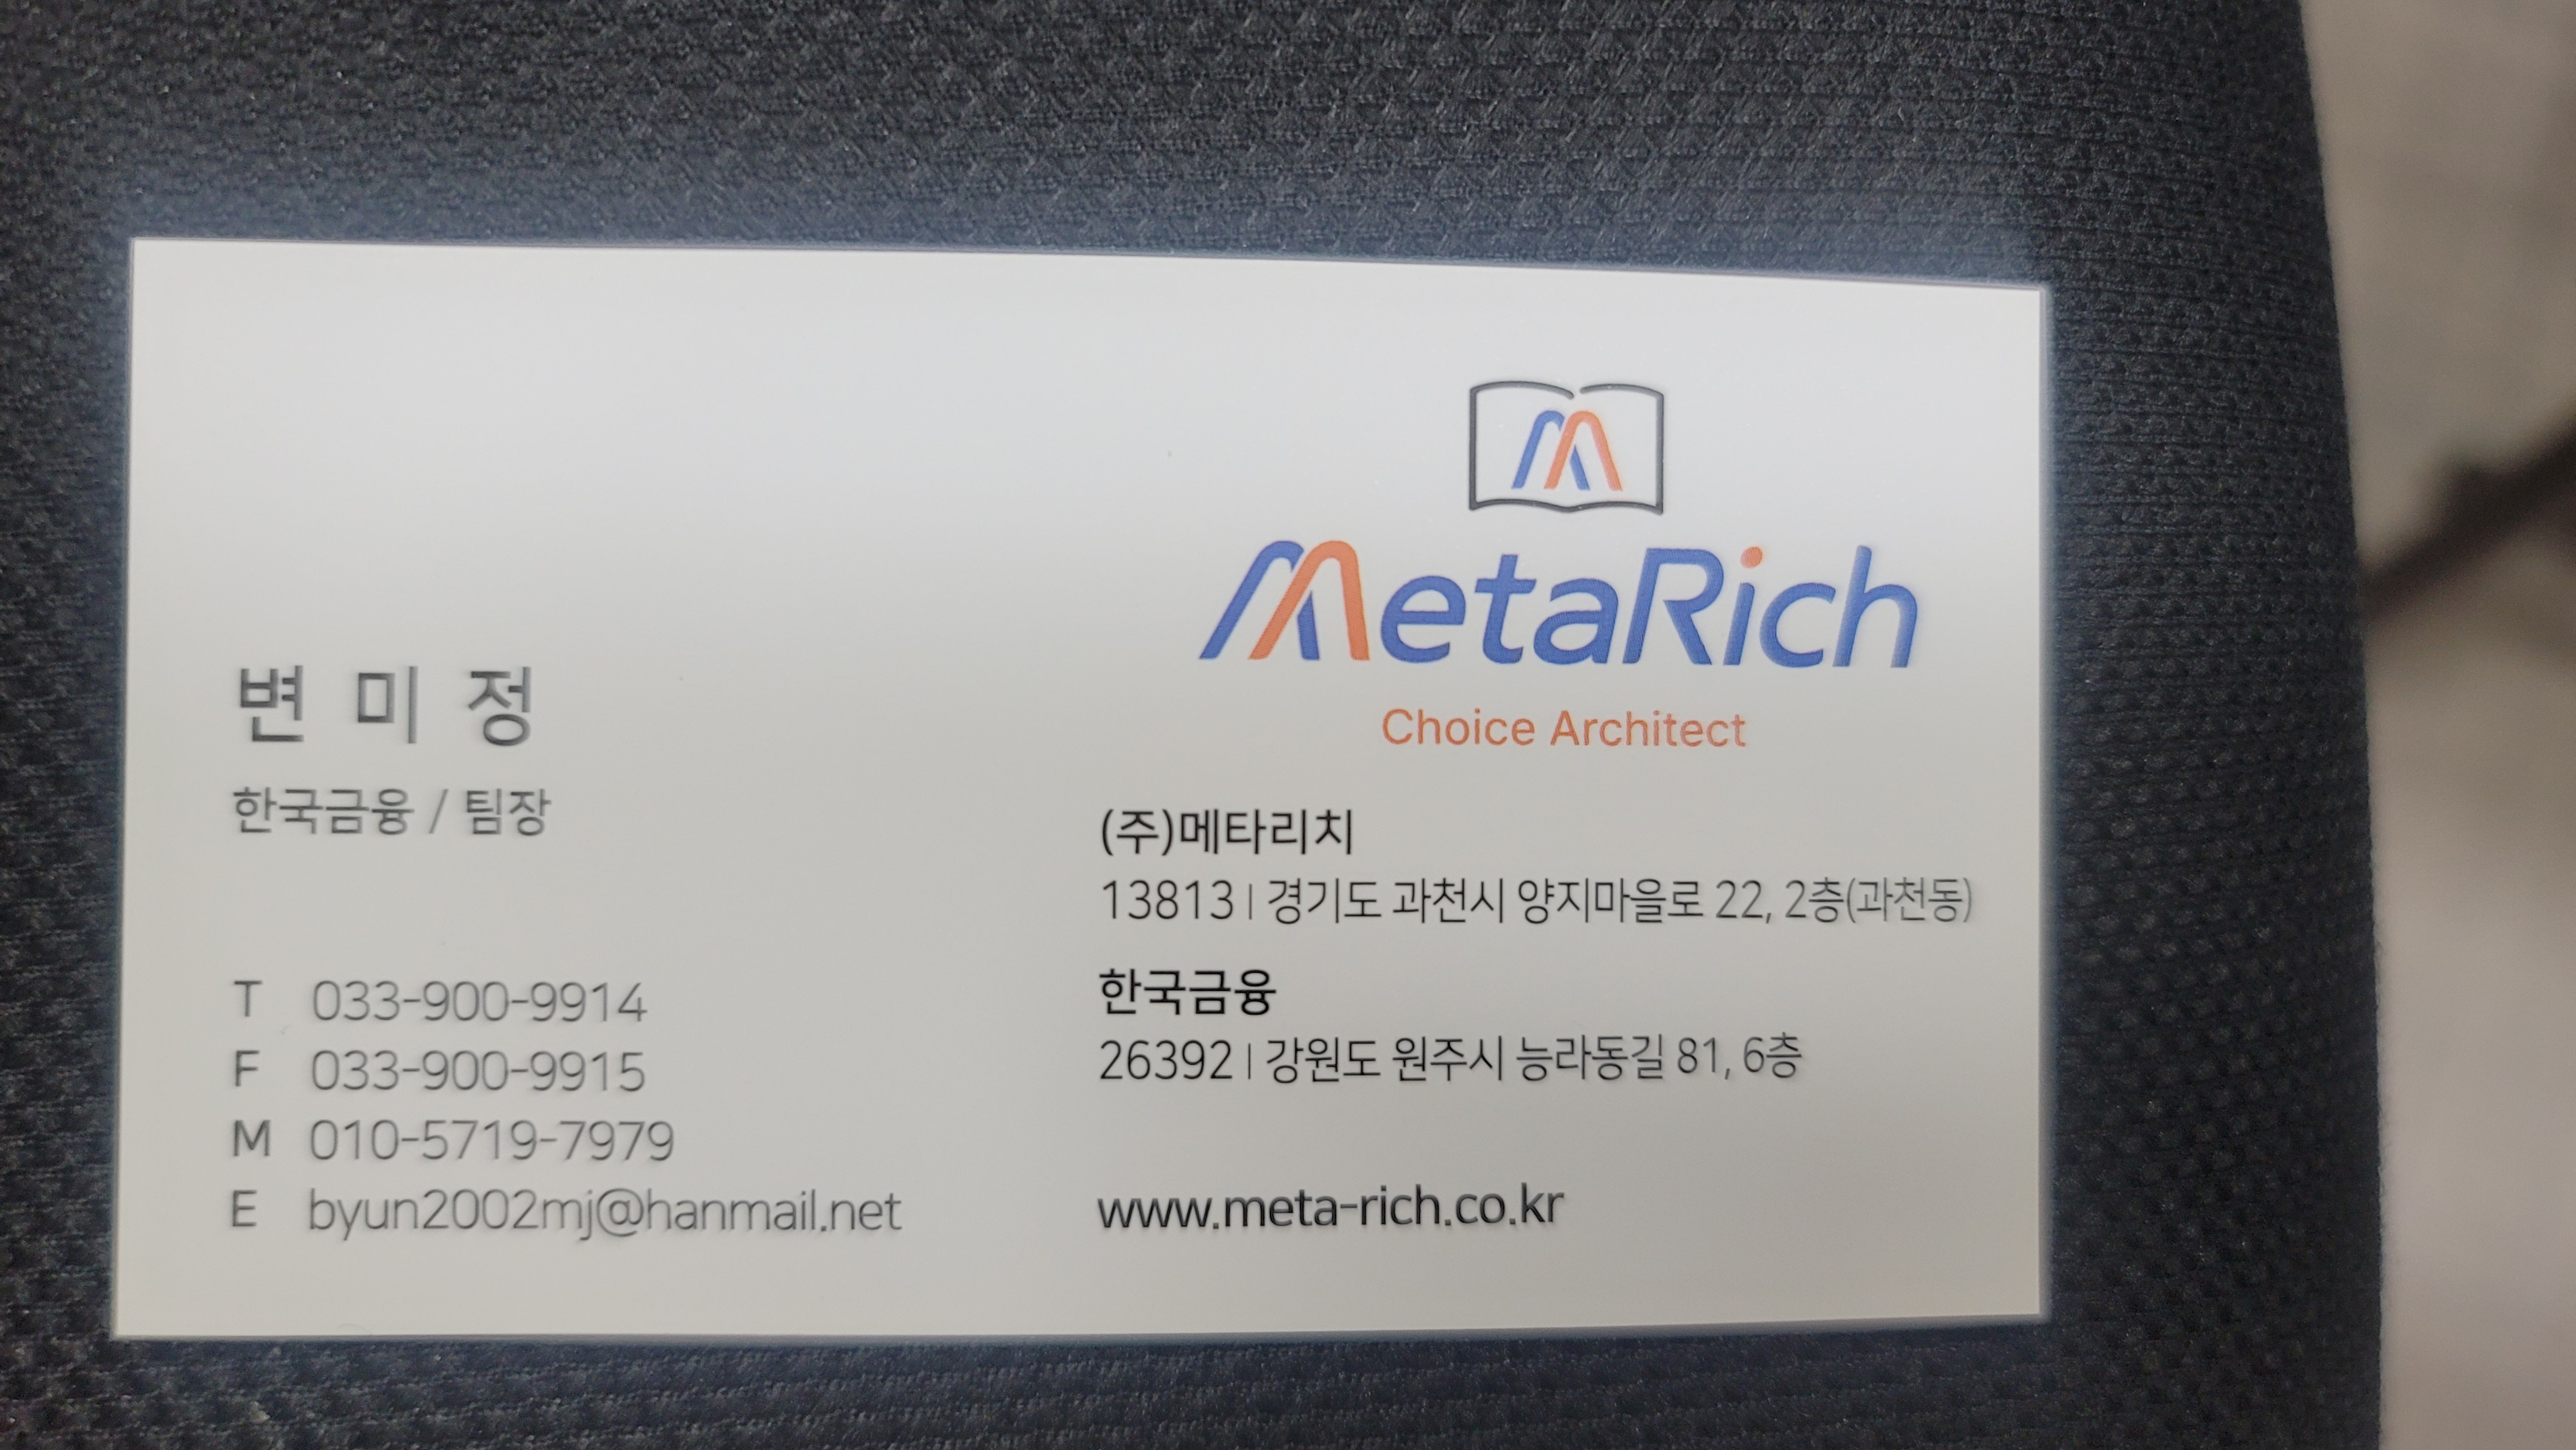 변미정
한국금융 / 팀장
T 033-900-9914
F 033-900-9915
M 010-5719-7979
E byun2002mj@hanmail.net
MetaRich
Choice Architect
(주)메타리치
13813 | 경기도 과천시 양지마을로 22, 2층(과천동)
한국금융
26392 | 강원도 원주시 능라동길 81, 6층
www.meta-rich.co.kr